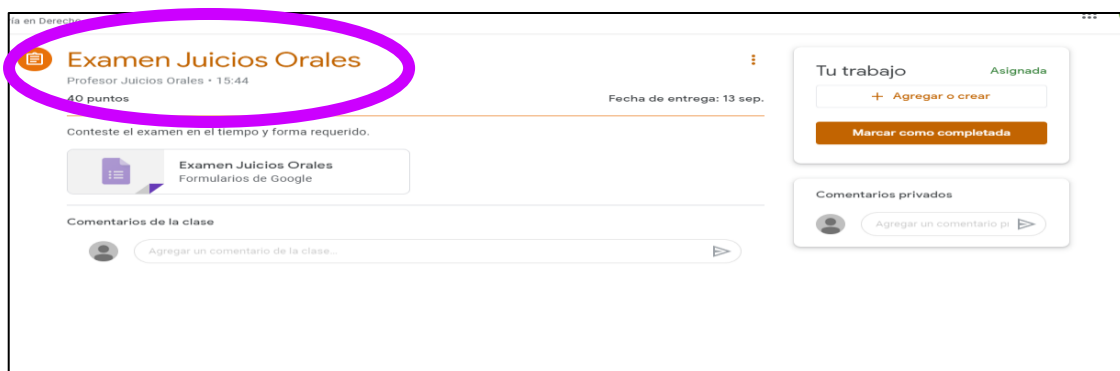 ía en Derecho
Examen Juicios Orales
Profesor Juicios Orales • 15:44
40 puntos
Fecha de entrega: 13 sep.
Conteste el examen en el tiempo y forma requerido.
Examen Juicios Orales
Formularios de Google
Comentarios de la clase
Agregar un comentario de la clase...
Tu trabajo
Asignada
+ Agregar o crear
Marcar como completada
Comentarios privados
Agregar un comentario pi